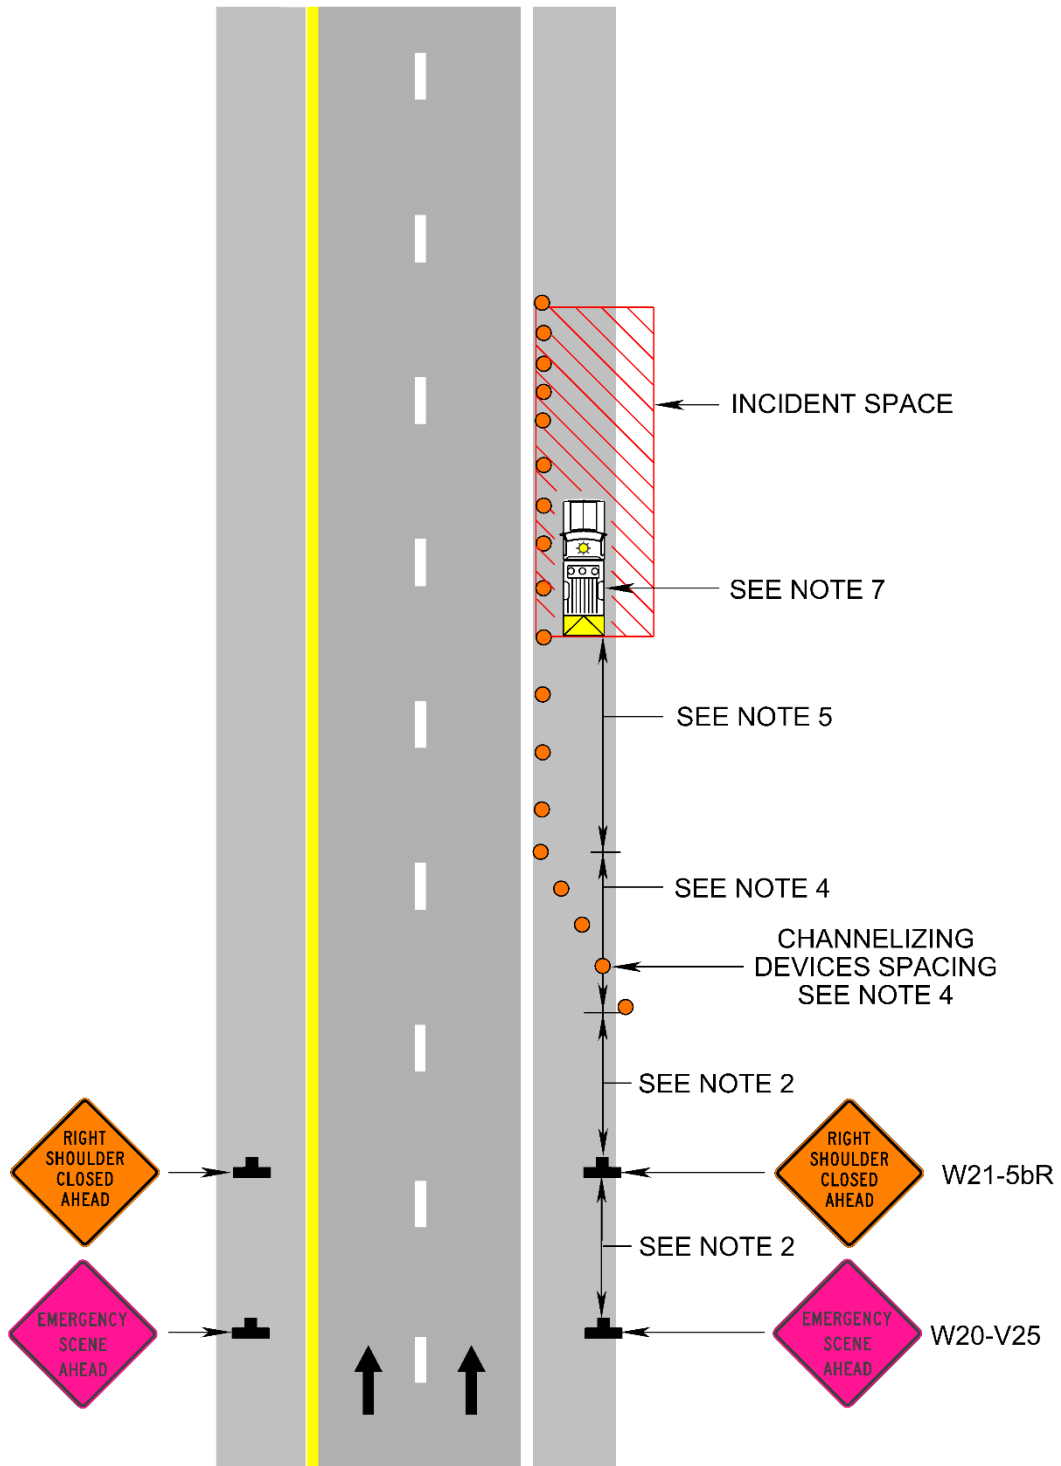 INCIDENT SPACE
SEE NOTE 7
SEE NOTE 5
SEE NOTE 4
CHANNELIZING
DEVICES SPACING
SEE NOTE 4
SEE NOTE 2
RIGHT
SHOULDER
CLOSED
AHEAD
RIGHT
SHOULDER
CLOSED
AHEAD
W21-5bR
SEE NOTE 2
EMERGENCY
SCENE
AHEAD
EMERGENCY
SCENE
AHEAD
W20-V25